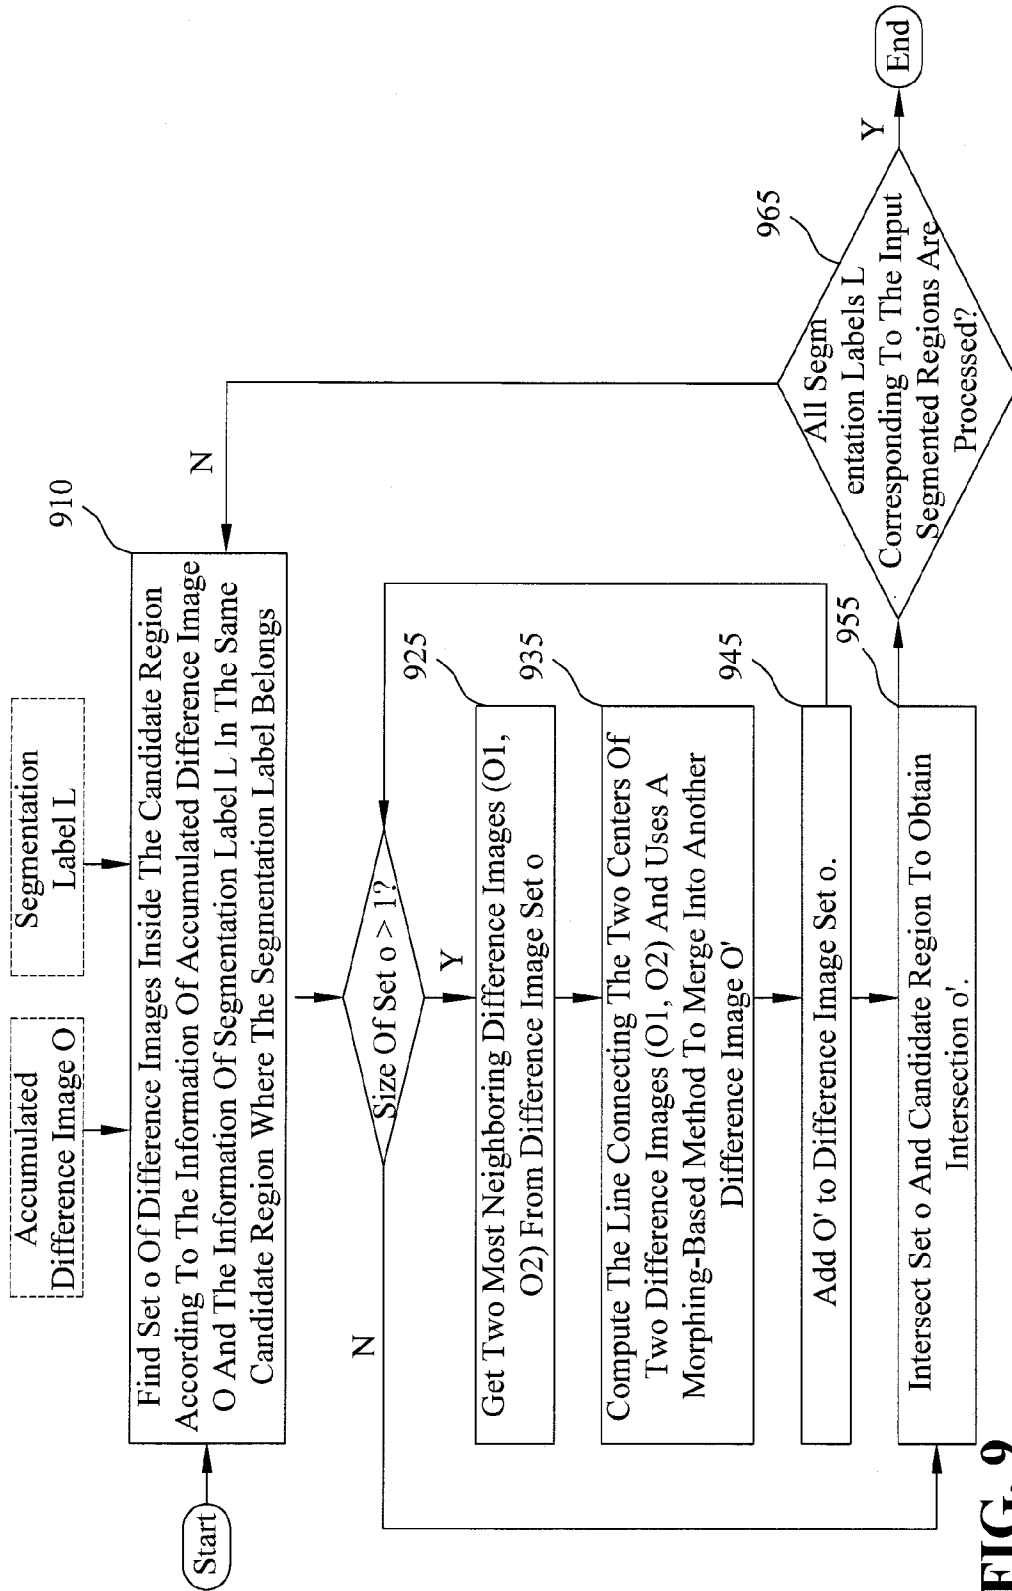 Accumulated
Difference Image O
Segmentation
Label L
Start
910
Find Set o Of Difference Images Inside The Candidate Region
According To The Information Of Accumulated Difference Image
O And The Information Of Segmentation Label L In The Same
Candidate Region Where The Segmentation Label Belongs
N
Size Of Set o > 1?
N
Y
925
Get Two Most Neighboring Difference Images (O1,
O2) From Difference Image Set o
935
Compute The Line Connecting The Two Centers Of
Two Difference Images (O1, O2) And Uses A
Morphing-Based Method To Merge Into Another
Difference Image O'
945
Add O' to Difference Image Set o.
955
Intersect Set o And Candidate Region To Obtain
Intersection o'.
965
All Segm
entation Labels L
Corresponding To The Input
Segmented Regions Are
Processed?
Y
End
FIG. 9